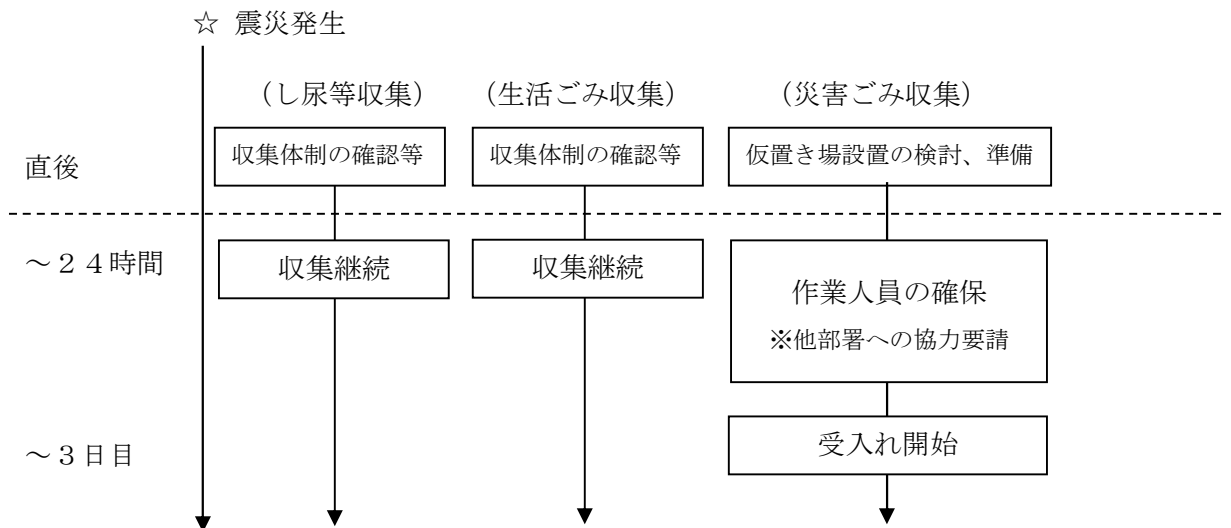 ☆ 震災発生
（し尿等収集） （生活ごみ収集） （災害ごみ収集）
直後 収集体制の確認等 収集体制の確認等 仮置き場設置の検討、準備
～２４時間 収集継続 収集継続 作業人員の確保
※他部署への協力要請
～３日目 受入れ開始